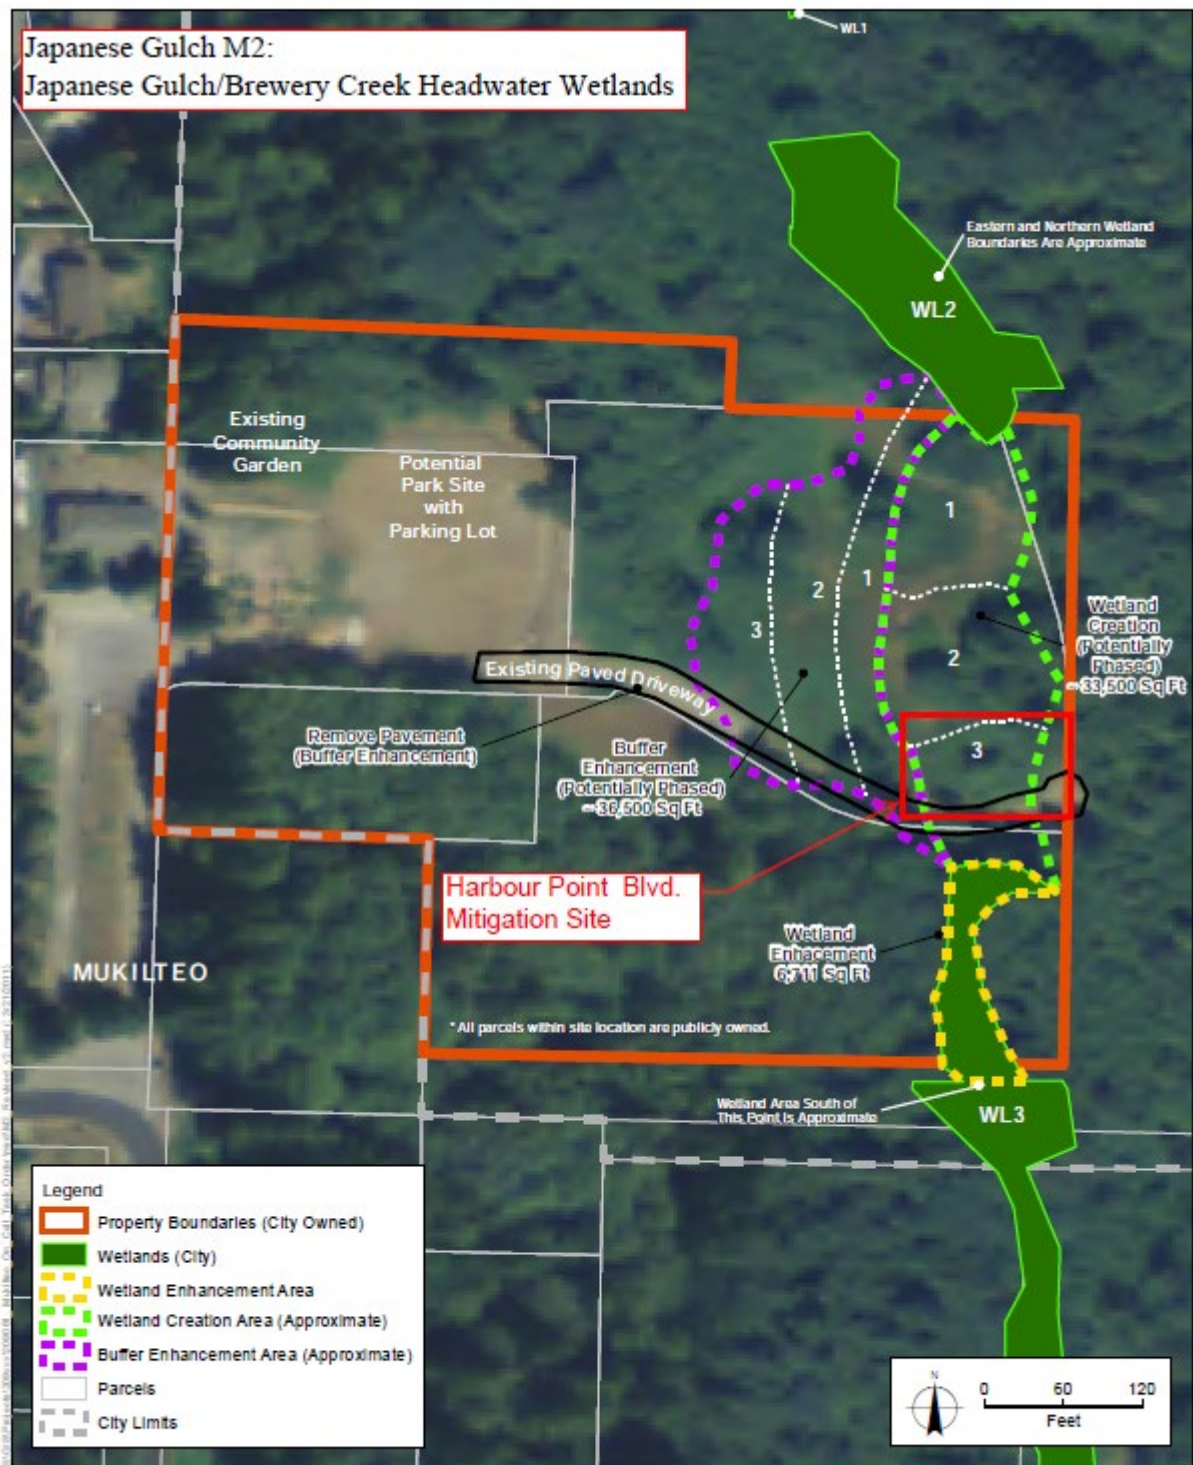 Japanese Gulch M2:
Japanese Gulch/Brewery Creek Headwater Wetlands
WL1
Eastern and Northern Wetland
Boundaries Are Approximate
WL2
Existing
Community
Garden
Potential
Park Site
with
Parking Lot
1
2
1
3
2
3
Wetland
Creation
(Potentially
Phased)
~33,500 Sq Ft
Existing Paved Driveway
Remove Pavement
(Buffer Enhancement)
Buffer
Enhancement
(Potentially Phased)
~36,500 Sq Ft
Harbour Point Blvd.
Mitigation Site
Wetland
Enhacement
6,711 Sq Ft
MUKILTEO
* All parcels within site location are publicly owned.
Wetland Area South of
This Point Is Approximate
WL3
Legend
Property Boundaries (City Owned)
Wetlands (City)
Wetland Enhancement Area
Wetland Creation Area (Approximate)
Buffer Enhancement Area (Approximate)
Parcels
City Limits
N
0 60 120
Feet